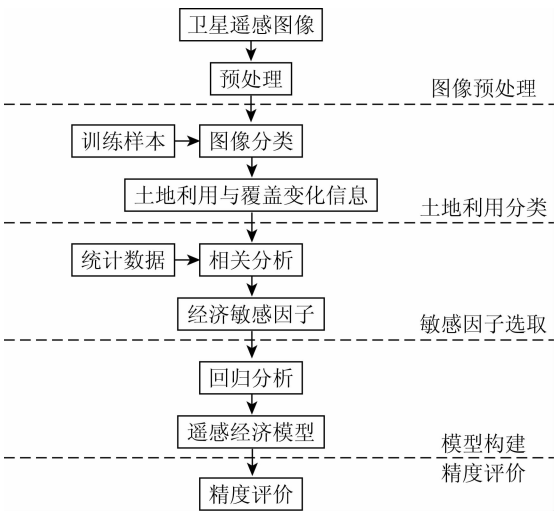 卫星遥感图像
预处理
图像预处理
训练样本
图像分类
土地利用与覆盖变化信息
土地利用分类
统计数据
相关分析
经济敏感因子
敏感因子选取
回归分析
遥感经济模型
模型构建
精度评价
精度评价